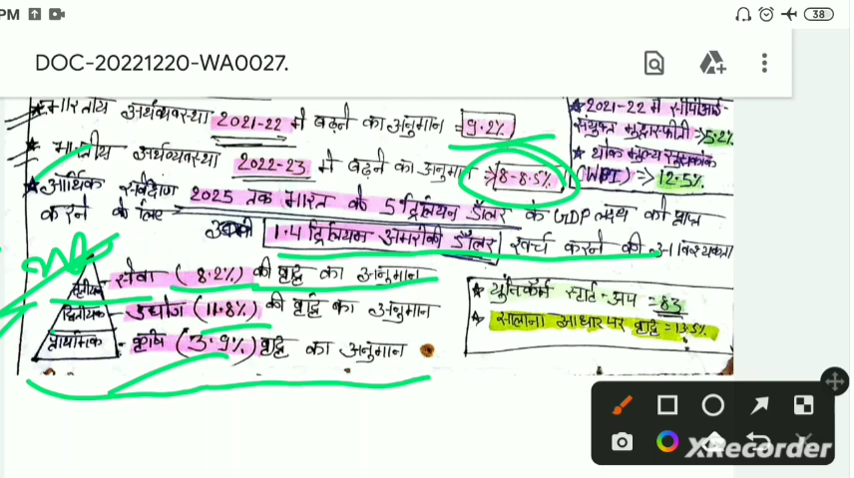 PM
38
DOC-20221220-WA0027.
★ भारतीय अर्थव्यवस्था 2021-22 में बढ़ने का अनुमान = 9.2%
★ भारतीय अर्थव्यवस्था 2022-23 में बढ़ने का अनुमान ⇒ 8-8.5%
★ आर्थिक सर्वेक्षण 2025 तक भारत को 5 ट्रिलियन डॉलर के GDP लक्ष्य को प्राप्त
करने के लिए 1.4 ट्रिलियन अमरीकी डॉलर खर्च करने की आवश्यकता
★ 2021-22 में सीपीआई
संयुक्त मुद्रास्फीति ⇒ 5.2%
★ थोक मूल्य सूचकांक
(WPI) ⇒ 12.5%
तृतीयक - सेवा (8.2%) की वृद्धि का अनुमान
द्वितीयक - उद्योग (11.8%) की वृद्धि का अनुमान
प्राथमिक - कृषि (3.9%) वृद्धि का अनुमान
★ यूनिकॉर्न स्टार्ट-अप = 83
★ सालाना आधार पर वृद्धि = 13.5%
XRecorder